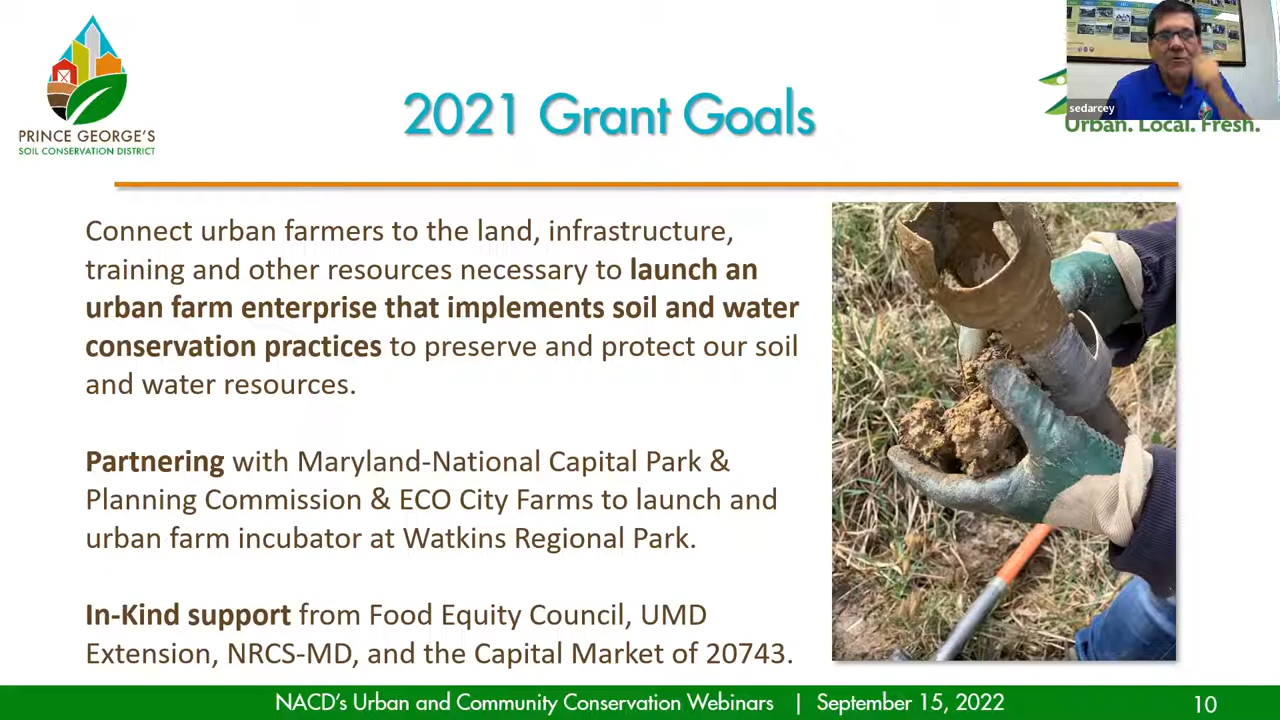 PRINCE GEORGE'S
SOIL CONSERVATION DISTRICT
2021 Grant Goals
sedarcey
Urban. Local. Fresh.
Connect urban farmers to the land, infrastructure,
training and other resources necessary to launch an
urban farm enterprise that implements soil and water
conservation practices to preserve and protect our soil
and water resources.
Partnering with Maryland-National Capital Park &
Planning Commission & ECO City Farms to launch and
urban farm incubator at Watkins Regional Park.
In-Kind support from Food Equity Council, UMD
Extension, NRCS-MD, and the Capital Market of 20743.
NACD's Urban and Community Conservation Webinars | September 15, 2022
10